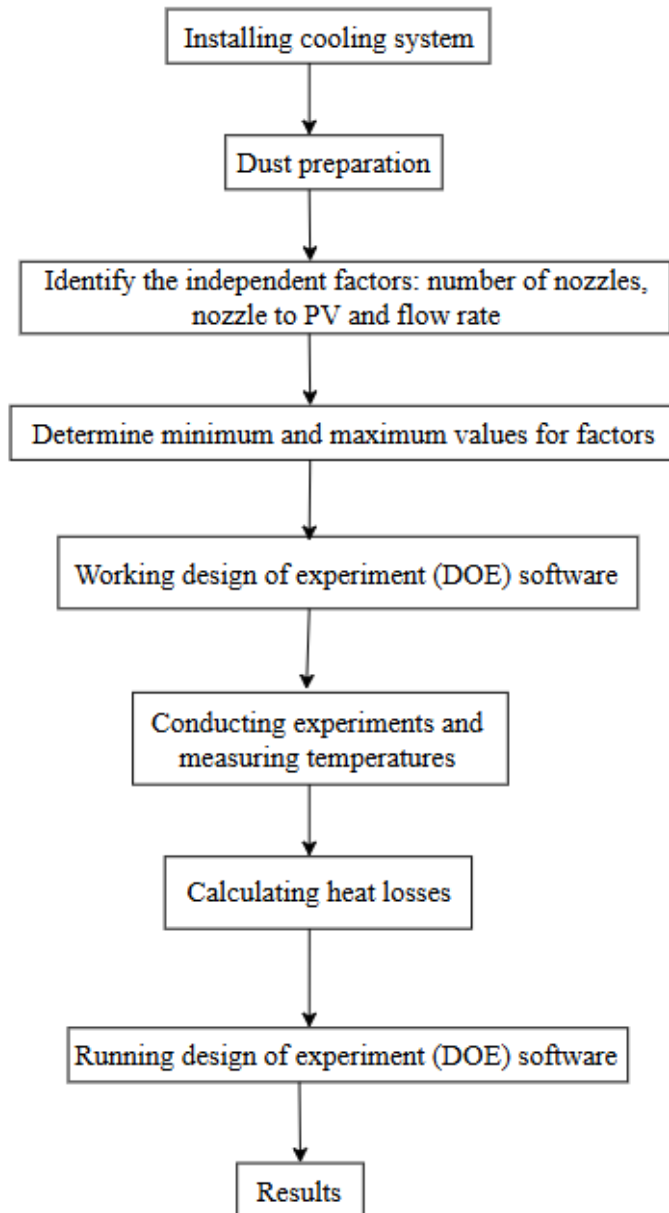 Installing cooling system
Dust preparation
Identify the independent factors: number of nozzles,
nozzle to PV and flow rate
Determine minimum and maximum values for factors
Working design of experiment (DOE) software
Conducting experiments and
measuring temperatures
Calculating heat losses
Running design of experiment (DOE) software
Results